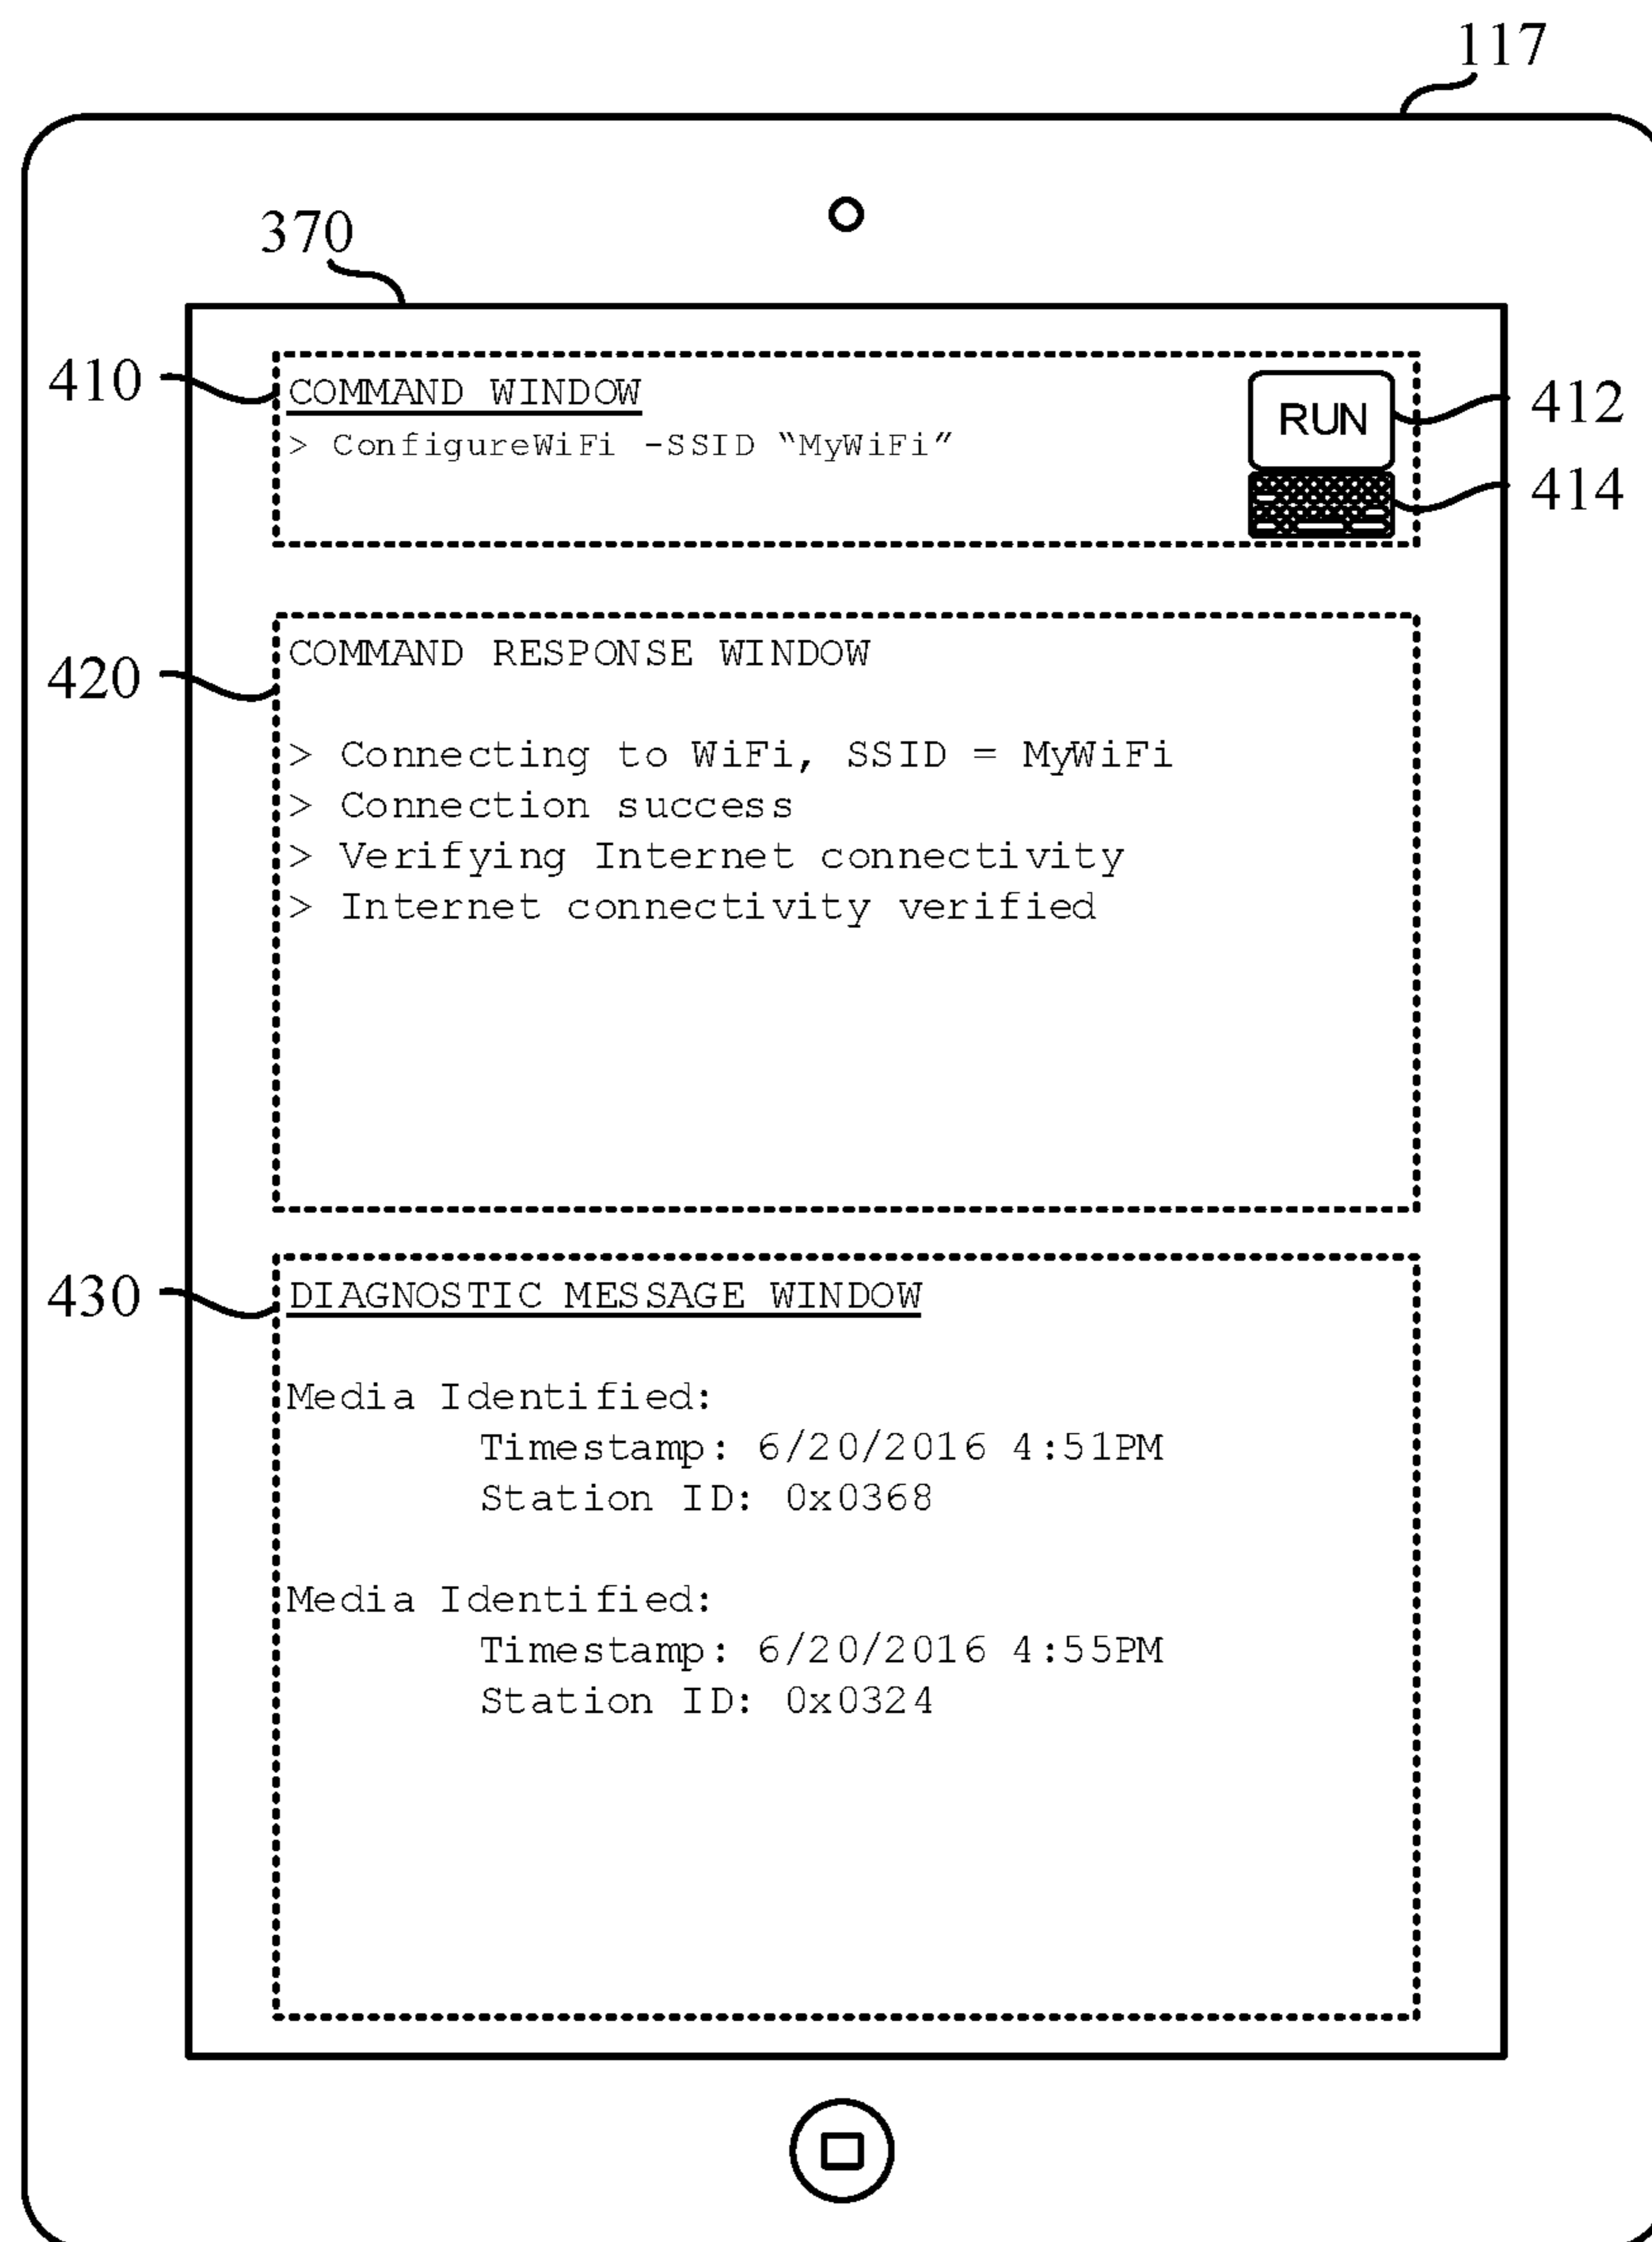 117
370
410
COMMAND WINDOW
> ConfigureWiFi -SSID “MyWiFi”
RUN
412
414
420
COMMAND RESPONSE WINDOW
> Connecting to WiFi, SSID = MyWiFi
> Connection success
> Verifying Internet connectivity
> Internet connectivity verified
430
DIAGNOSTIC MESSAGE WINDOW
Media Identified:
Timestamp: 6/20/2016 4:51PM
Station ID: 0x0368
Media Identified:
Timestamp: 6/20/2016 4:55PM
Station ID: 0x0324